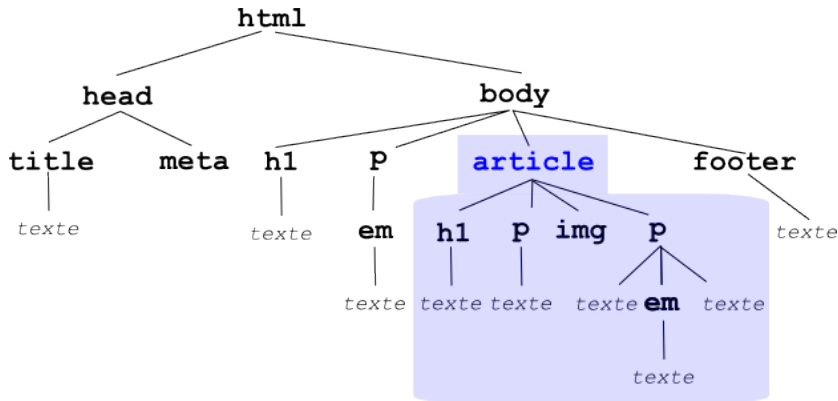 html
head body
title meta h1 p article footer
texte texte em h1 p img p texte
texte texte texte texte em texte
texte